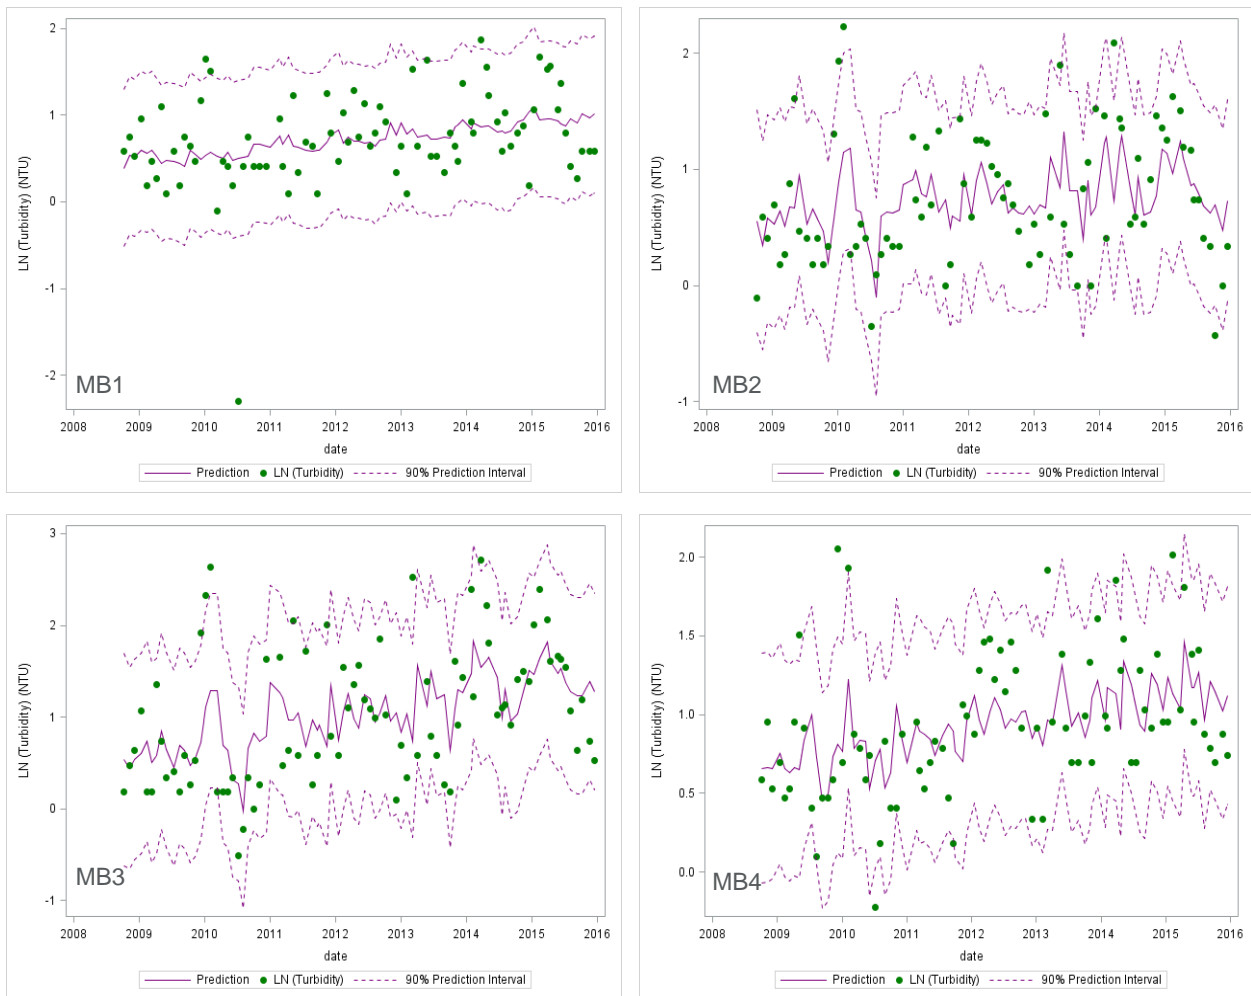 2
1
0
-1
-2
LN (Turbidity) (NTU)
MB1
2008 2009 2010 2011 2012 2013 2014 2015 2016
date
Prediction LN (Turbidity) 90% Prediction Interval
2
1
0
-1
LN (Turbidity) (NTU)
MB2
2008 2009 2010 2011 2012 2013 2014 2015 2016
date
Prediction LN (Turbidity) 90% Prediction Interval
3
2
1
0
-1
LN (Turbidity) (NTU)
MB3
2008 2009 2010 2011 2012 2013 2014 2015 2016
date
Prediction LN (Turbidity) 90% Prediction Interval
2.0
1.5
1.0
0.5
0.0
LN (Turbidity) (NTU)
MB4
2008 2009 2010 2011 2012 2013 2014 2015 2016
date
Prediction LN (Turbidity) 90% Prediction Interval